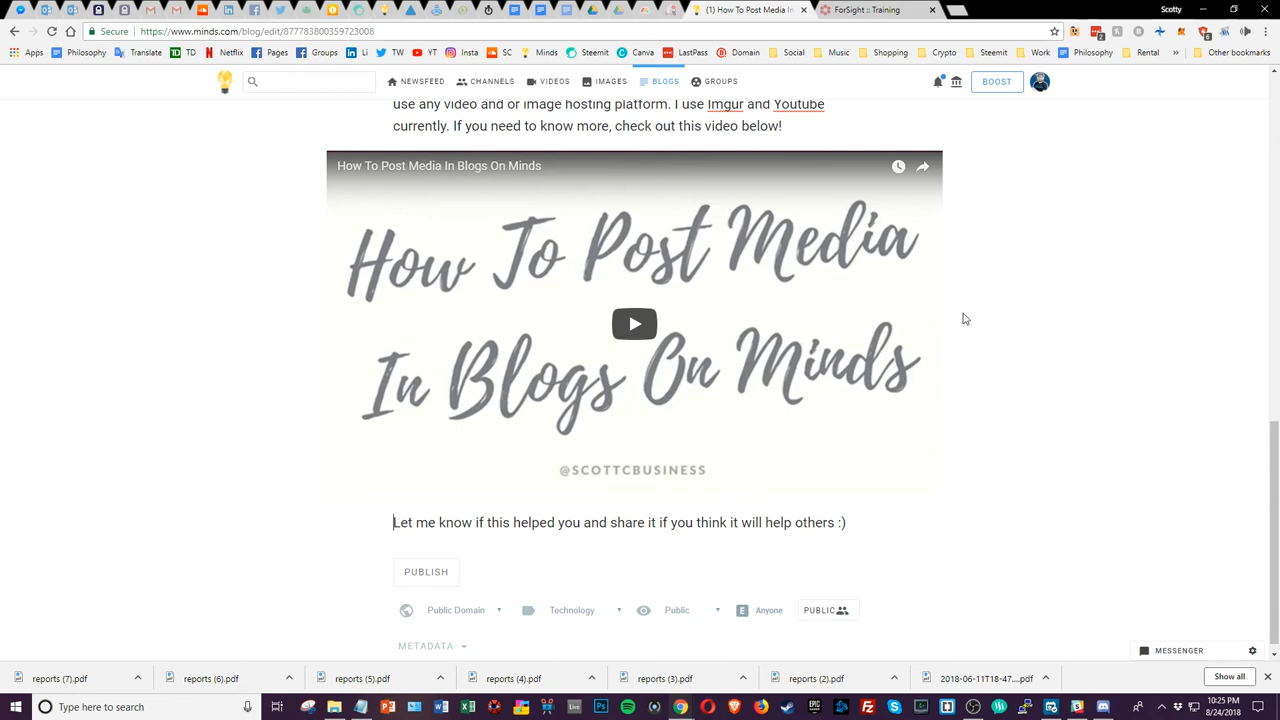 (1) How To Post Media In
ForSight :: Training
Scotty
Secure
https://www.minds.com/blog/edit/877783800359723008
Apps
Philosophy
Translate
TD
Netflix
Pages
Groups
Li
TW
YT
Insta
SC
Minds
Steemit
Canva
LastPass
Domain
Social
Music
Shopping
Crypto
Steemit
Work
Philosophy
Rental
»
Other bookmarks
NEWSFEED
CHANNELS
VIDEOS
IMAGES
BLOGS
GROUPS
BOOST
use any video and or image hosting platform. I use Imgur and Youtube
currently. If you need to know more, check out this video below!
How To Post Media In Blogs On Minds
How To Post Media
In Blogs On Minds
@SCOTTCBUSINESS
Let me know if this helped you and share it if you think it will help others :)
PUBLISH
Public Domain
Technology
Public
E
Anyone
PUBLIC
METADATA
MESSENGER
reports (7).pdf
reports (6).pdf
reports (5).pdf
reports (4).pdf
reports (3).pdf
reports (2).pdf
2018-06-11T18-47....pdf
Show all
Type here to search
Live
Ps
10:25 PM
8/24/2018